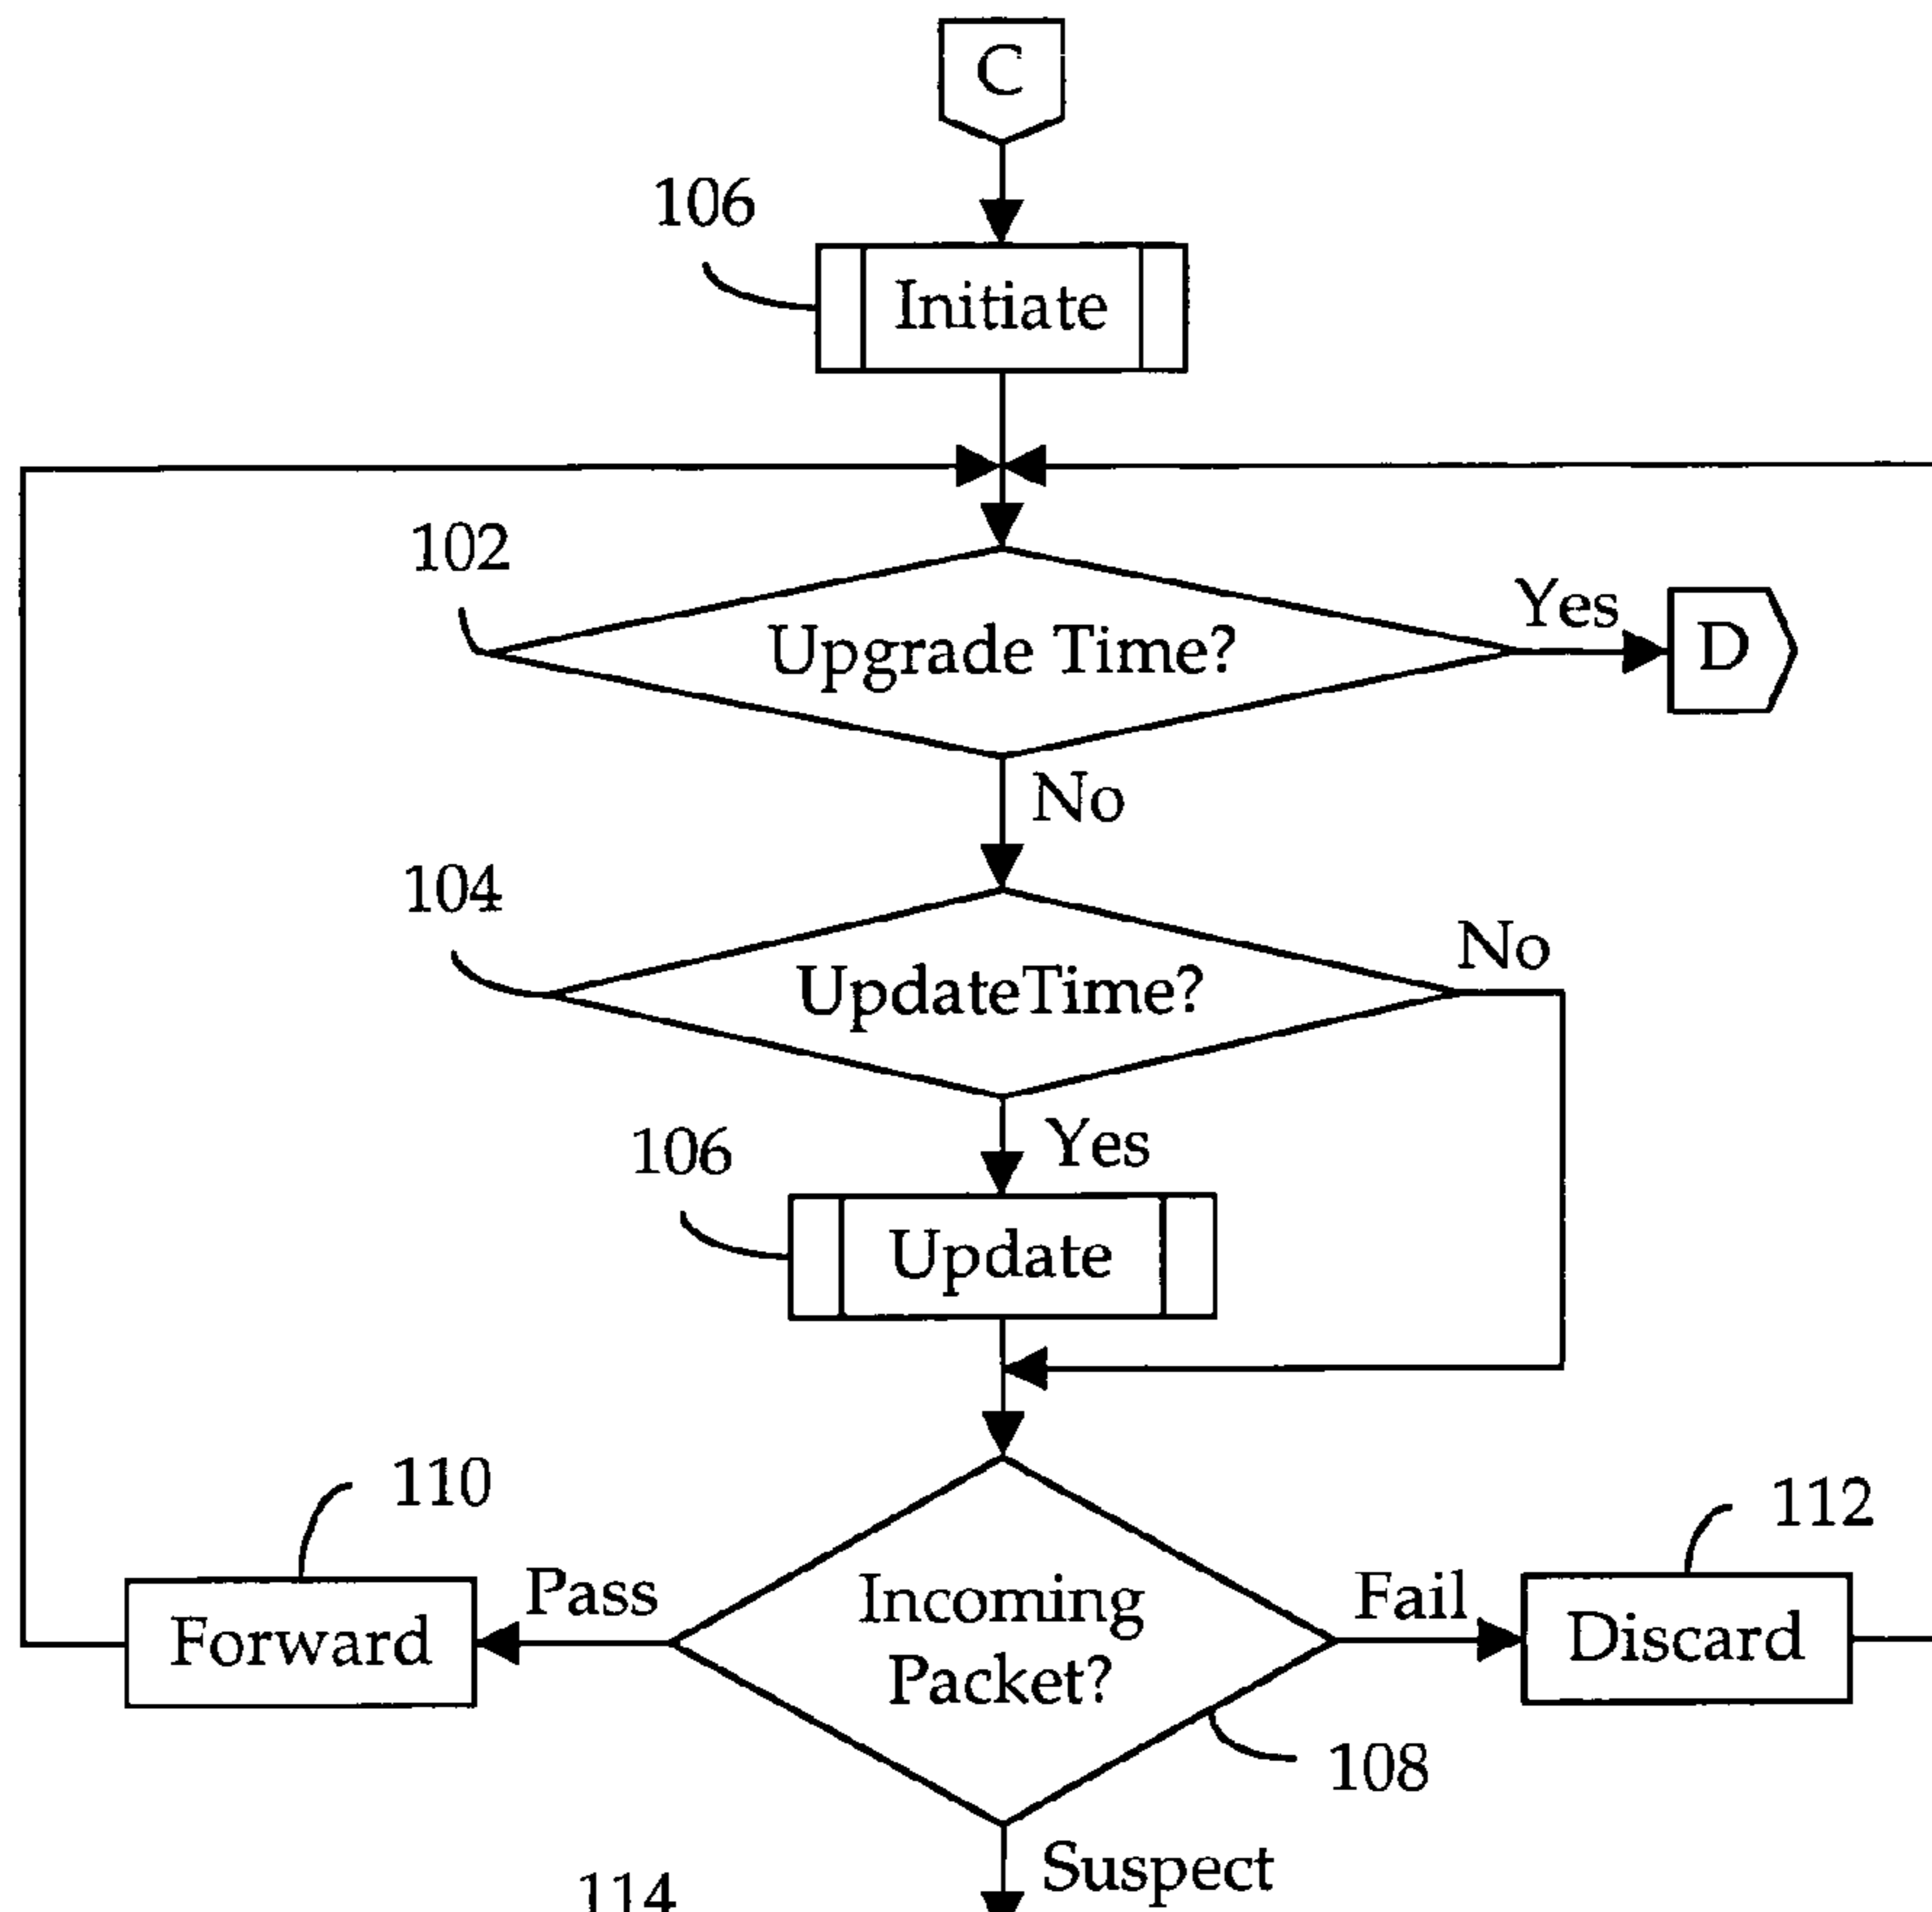 C
106
Initiate
102
Upgrade Time?
Yes
D
No
104
UpdateTime?
No
106
Yes
Update
110
112
Forward
Pass
Incoming
Packet?
Fail
Discard
108
Suspect
114